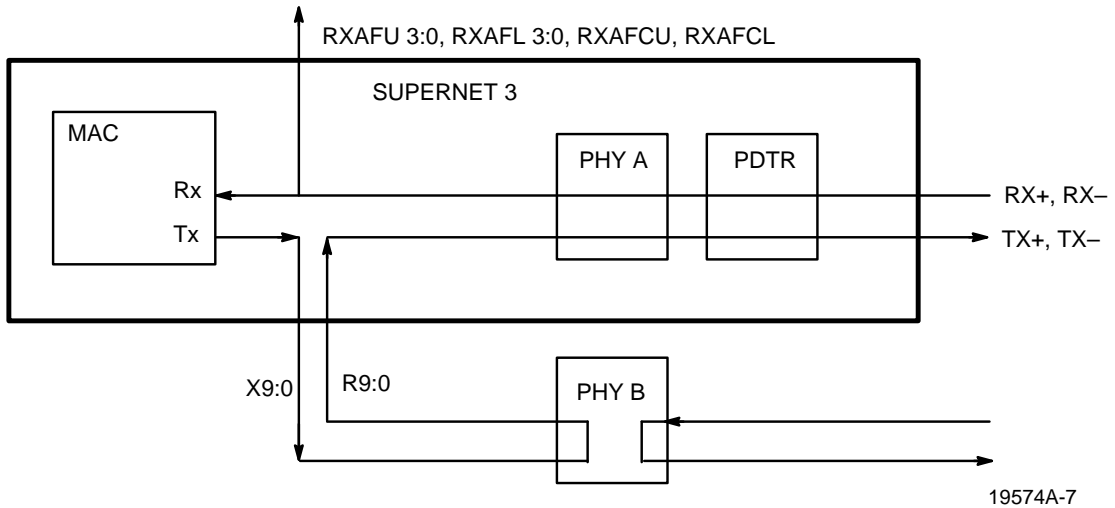 RXAFU 3:0, RXAFL 3:0, RXAFCU, RXAFCL
SUPERNET 3
MAC
PHY A
PDTR
Rx
RX+, RX–
Tx
TX+, TX–
X9:0
R9:0
PHY B
19574A-7